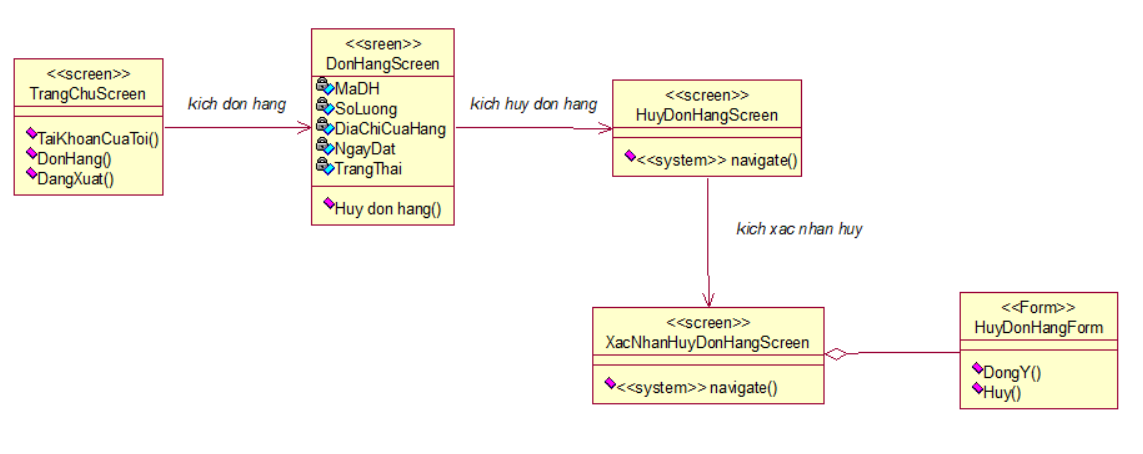 <<screen>>
TrangChuScreen
TaiKhoanCuaToi()
DonHang()
DangXuat()
kich don hang
<<sreen>>
DonHangScreen
MaDH
SoLuong
DiaChiCuaHang
NgayDat
TrangThai
Huy don hang()
kich huy don hang
<<screen>>
HuyDonHangScreen
<<system>> navigate()
kich xac nhan huy
<<screen>>
XacNhanHuyDonHangScreen
<<system>> navigate()
<<Form>>
HuyDonHangForm
DongY()
Huy()